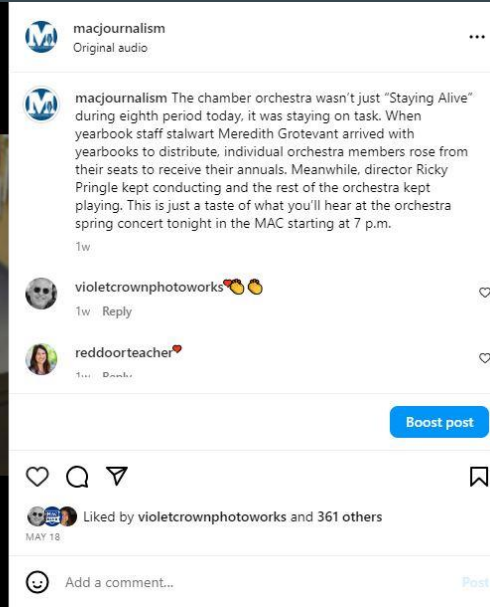 macjournalism
Original audio
macjournalism The chamber orchestra wasn't just “Staying Alive”
during eighth period today, it was staying on task. When
yearbook staff stalwart Meredith Grotevant arrived with
yearbooks to distribute, individual orchestra members rose from
their seats to receive their annuals. Meanwhile, director Ricky
Pringle kept conducting and the rest of the orchestra kept
playing. This is just a taste of what you'll hear at the orchestra
spring concert tonight in the MAC starting at 7 p.m.
1w
violetcrownphotoworks❤️👏👏
1w Reply
reddoorteacher❤️
1w Reply
Boost post
Liked by violetcrownphotoworks and 361 others
MAY 18
Add a comment...
Post